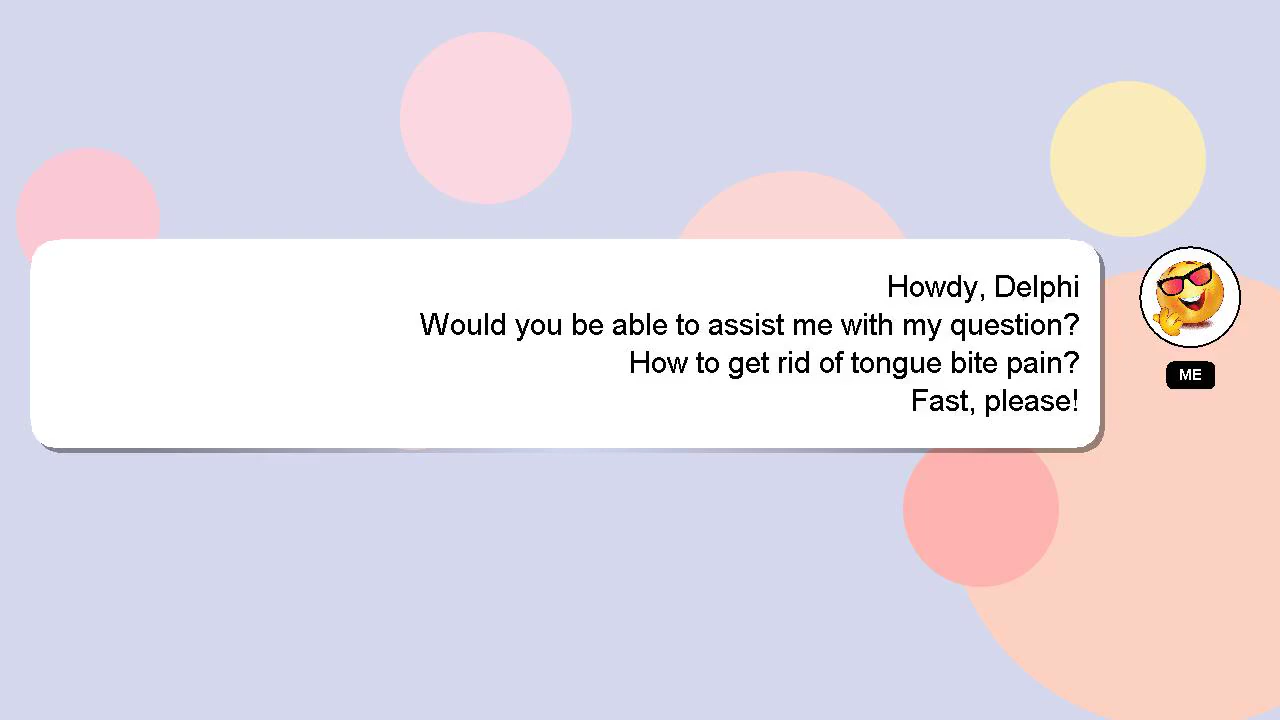 Howdy, Delphi
Would you be able to assist me with my question?
How to get rid of tongue bite pain?
Fast, please!
ME